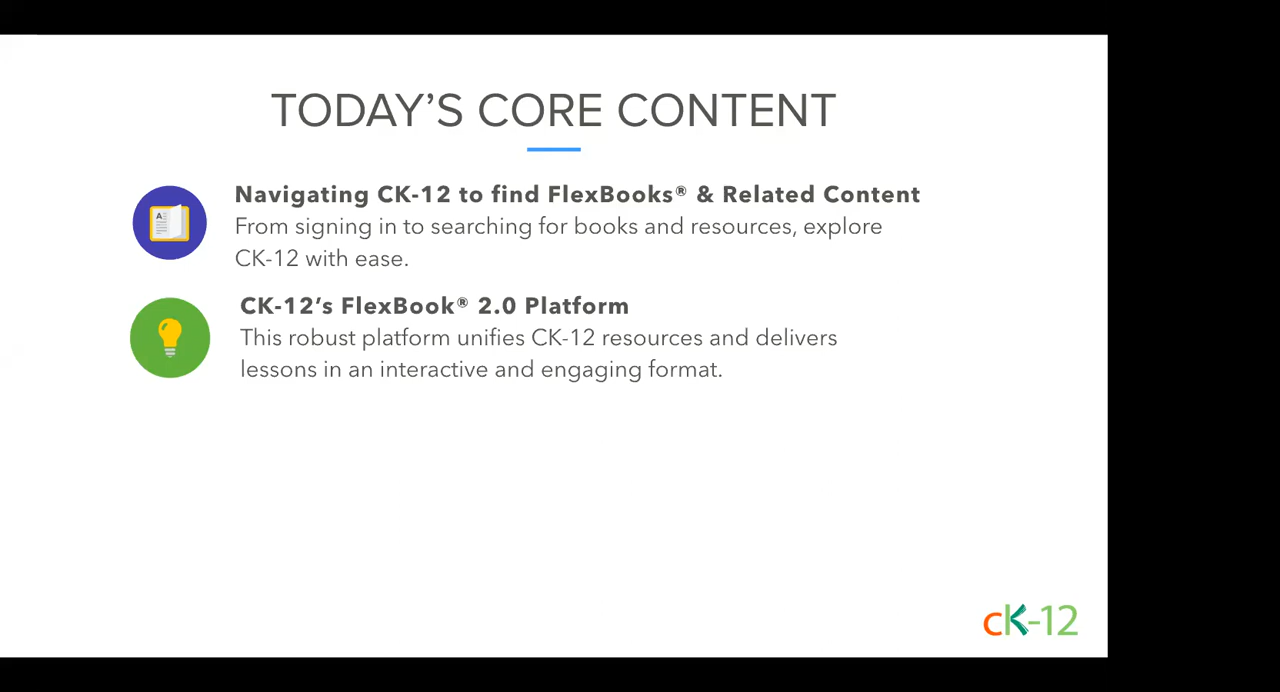 TODAY’S CORE CONTENT
Navigating CK-12 to find FlexBooks® & Related Content
From signing in to searching for books and resources, explore
CK-12 with ease.
CK-12’s FlexBook® 2.0 Platform
This robust platform unifies CK-12 resources and delivers
lessons in an interactive and engaging format.
cK-12